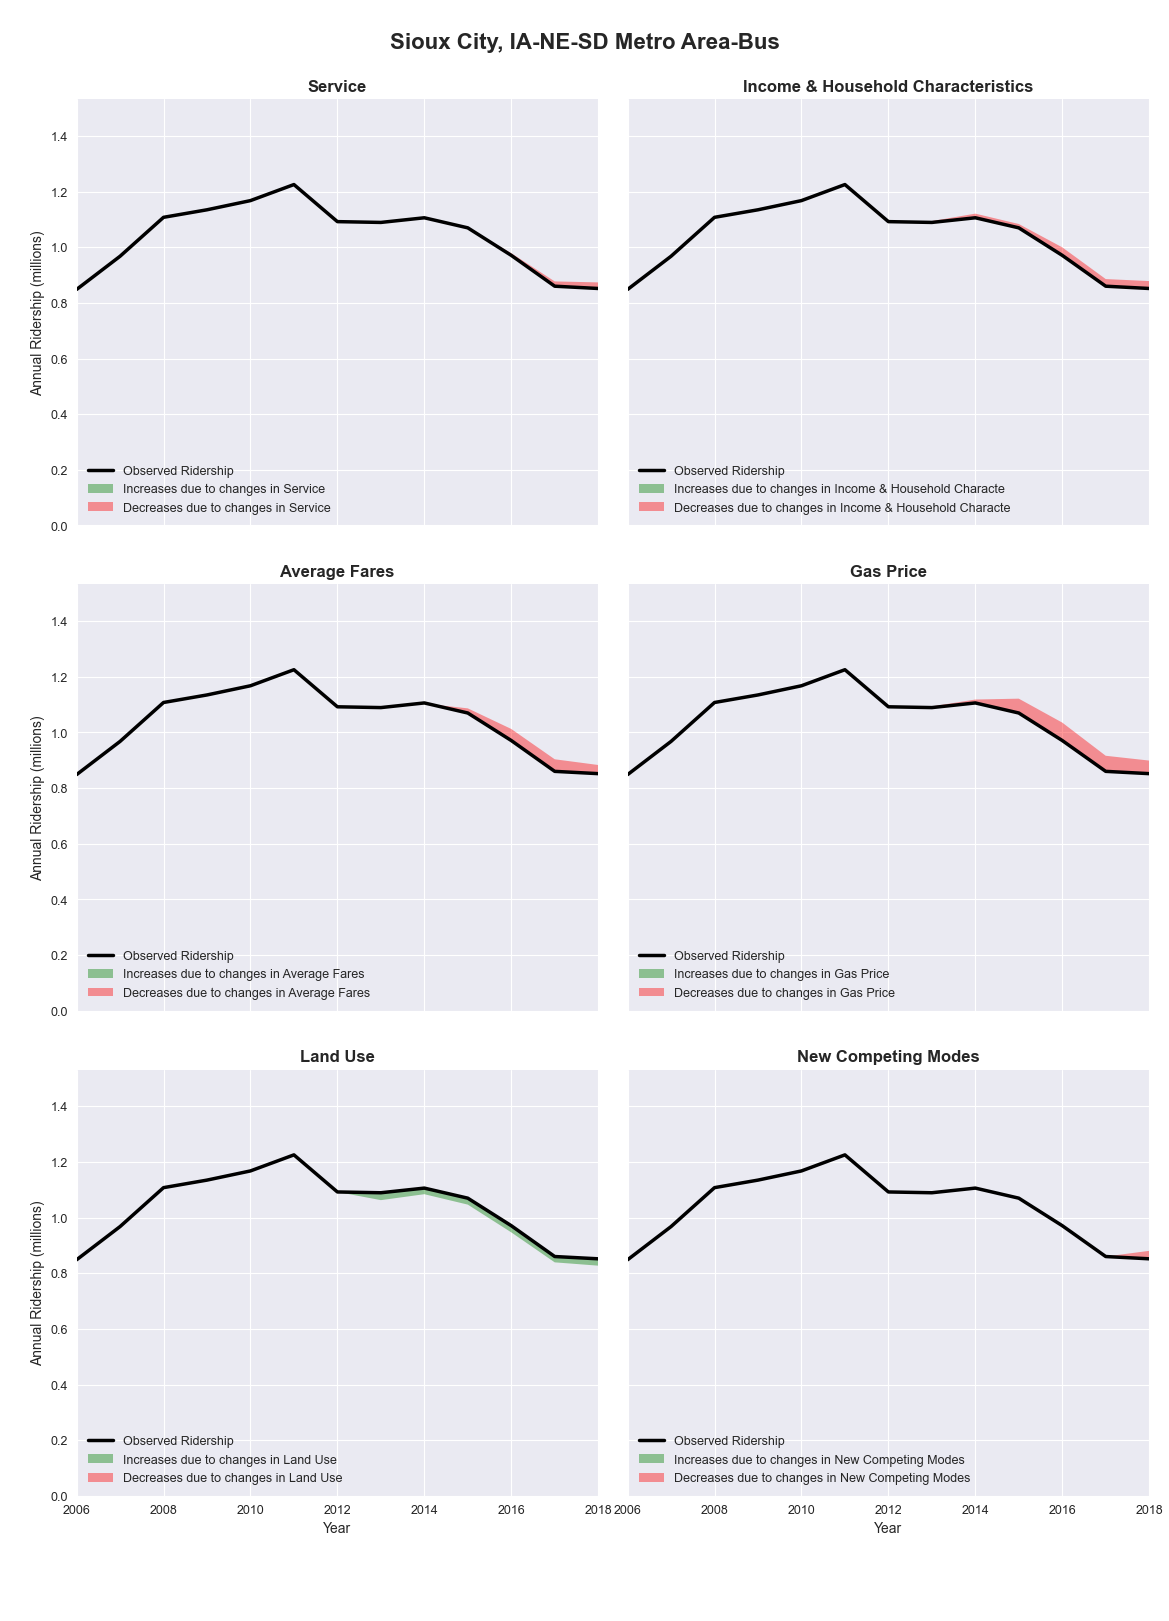 Sioux City, IA-NE-SD Metro Area-Bus
Service
Annual Ridership (millions)
1.4
1.2
1.0
0.8
0.6
0.4
0.2
0.0
Observed Ridership
Increases due to changes in Service
Decreases due to changes in Service
Income & Household Characteristics
Observed Ridership
Increases due to changes in Income & Household Characte
Decreases due to changes in Income & Household Characte
Average Fares
Annual Ridership (millions)
1.4
1.2
1.0
0.8
0.6
0.4
0.2
0.0
Observed Ridership
Increases due to changes in Average Fares
Decreases due to changes in Average Fares
Gas Price
Observed Ridership
Increases due to changes in Gas Price
Decreases due to changes in Gas Price
Land Use
Annual Ridership (millions)
1.4
1.2
1.0
0.8
0.6
0.4
0.2
0.0
Observed Ridership
Increases due to changes in Land Use
Decreases due to changes in Land Use
2006 2008 2010 2012 2014 2016 2018
Year
New Competing Modes
Observed Ridership
Increases due to changes in New Competing Modes
Decreases due to changes in New Competing Modes
2006 2008 2010 2012 2014 2016 2018
Year